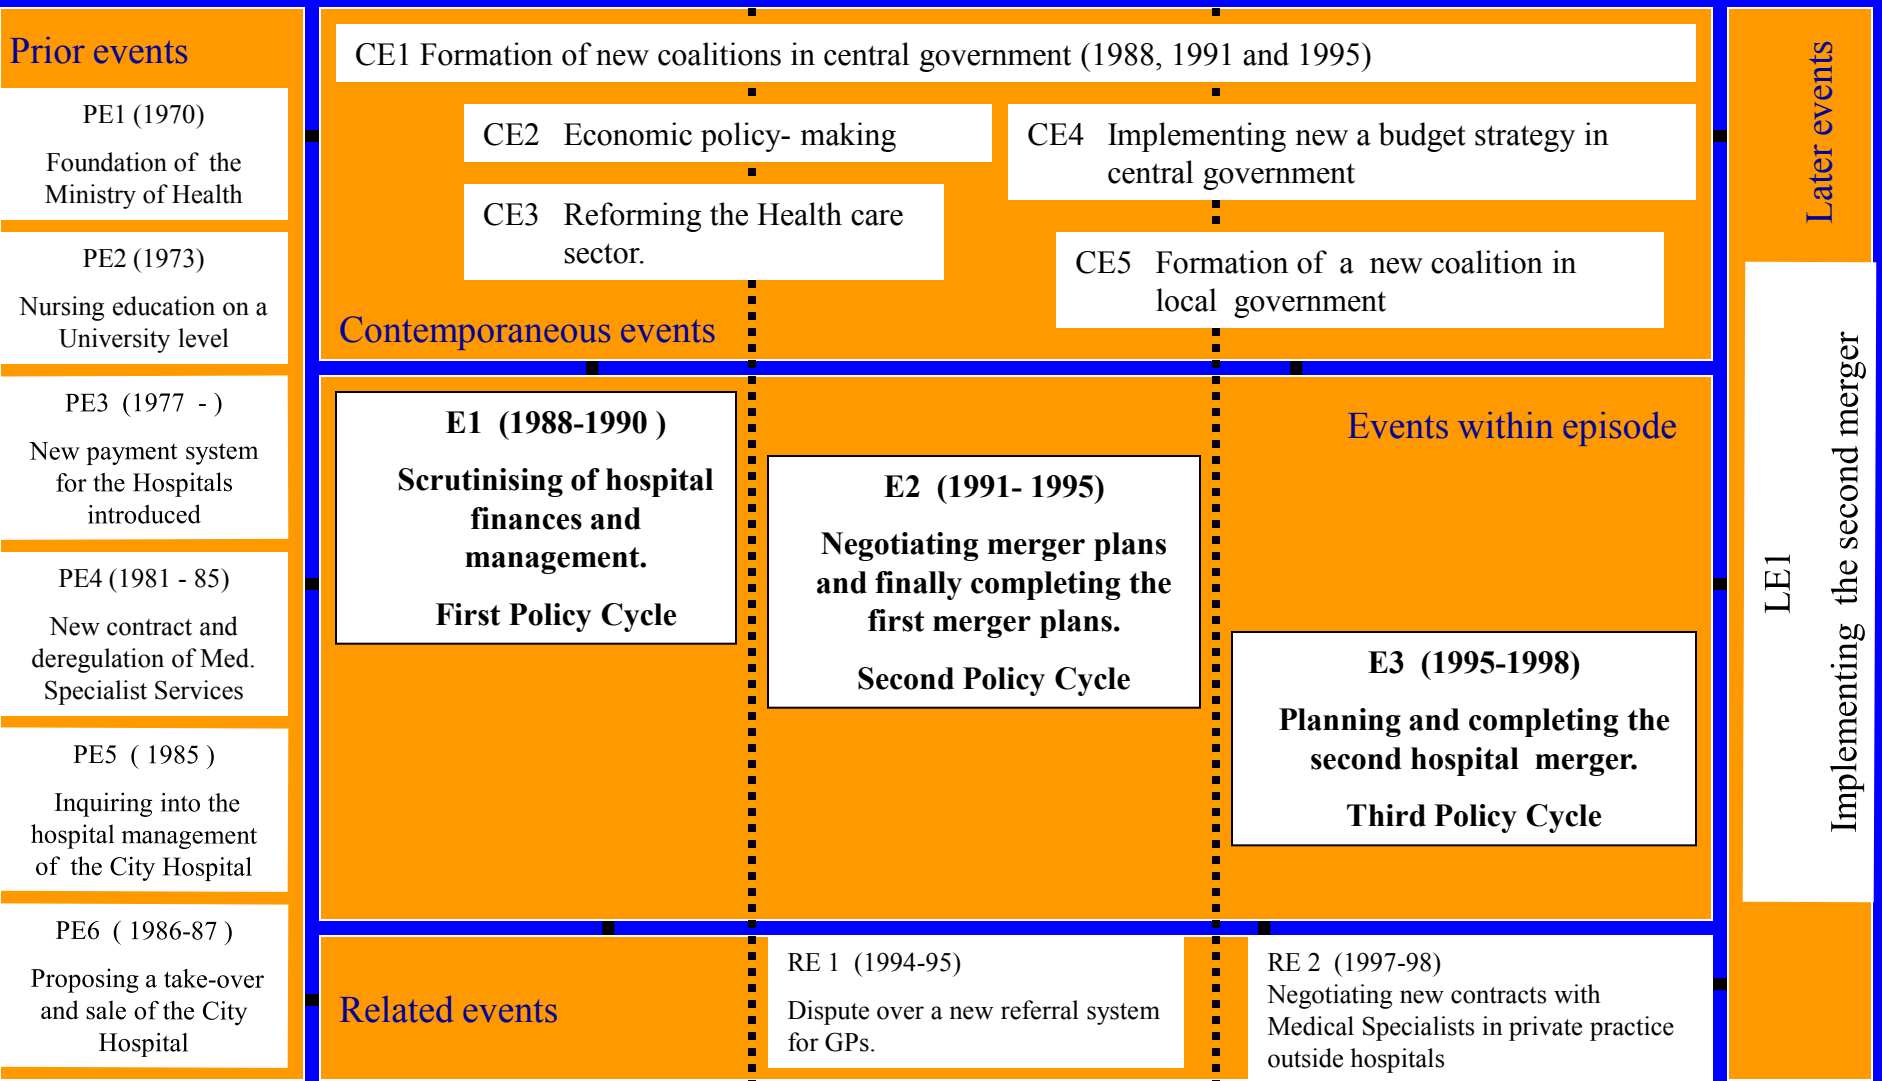 Prior events
PE1 (1970)
Foundation of the
Ministry of Health
PE2 (1973)
Nursing education on a
University level
PE3 (1977 - )
New payment system
for the Hospitals
introduced
PE4 (1981 - 85)
New contract and
deregulation of Med.
Specialist Services
PE5 ( 1985 )
Inquiring into the
hospital management
of the City Hospital
PE6 ( 1986-87 )
Proposing a take-over
and sale of the City
Hospital
CE1 Formation of new coalitions in central government (1988, 1991 and 1995)
CE2 Economic policy- making
CE3 Reforming the Health care
sector.
CE4 Implementing new a budget strategy in
central government
CE5 Formation of a new coalition in
local government
Contemporaneous events
E1 (1988-1990 )
Scrutinising of hospital
finances and
management.
First Policy Cycle
E2 (1991- 1995)
Negotiating merger plans
and finally completing the
first merger plans.
Second Policy Cycle
Events within episode
E3 (1995-1998)
Planning and completing the
second hospital merger.
Third Policy Cycle
Related events
RE 1 (1994-95)
Dispute over a new referral system
for GPs.
RE 2 (1997-98)
Negotiating new contracts with
Medical Specialists in private practice
outside hospitals
Later events
LE1
Implementing the second merger